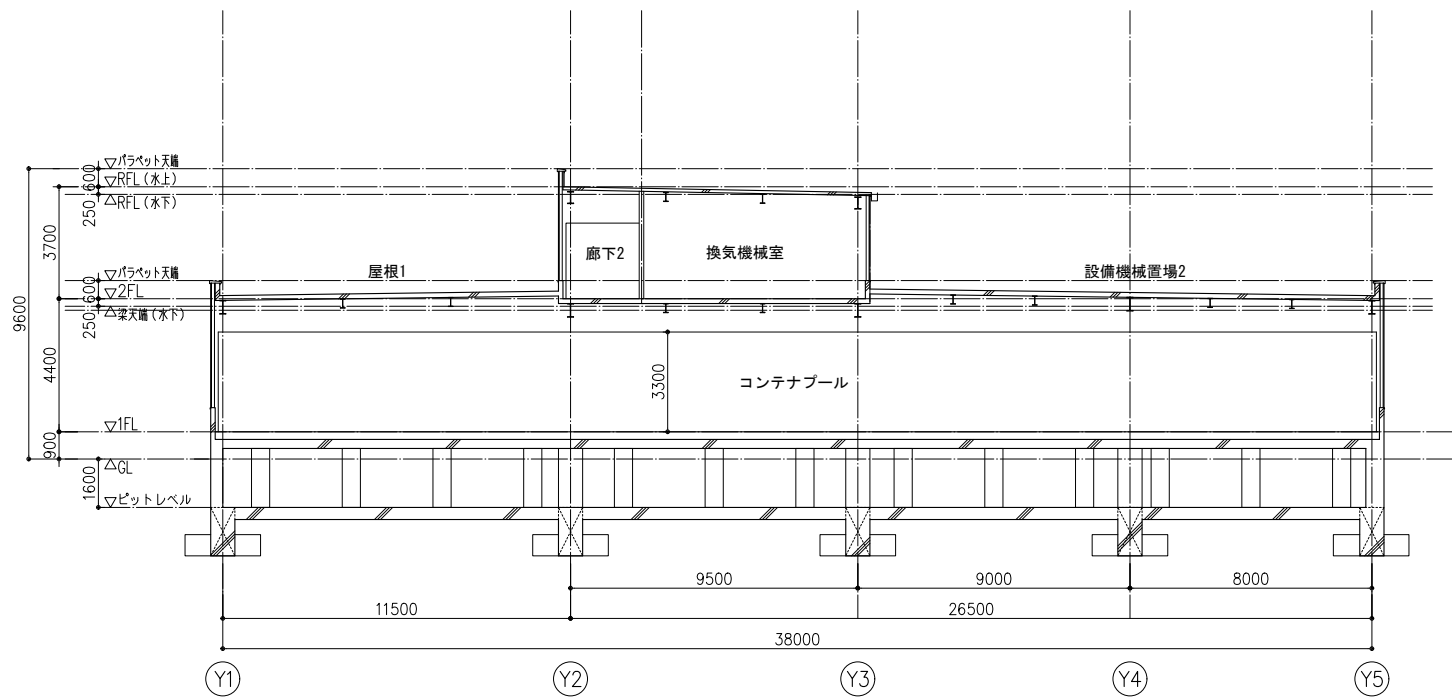 ▽パラペット天端
600
▽RFL(水上)
250
△RFL(水下)
3700
廊下2
換気機械室
屋根1
設備機械置場2
▽パラペット天端
600
▽2FL
250
△梁天端(水下)
9600
4400
3300
コンテナプール
▽1FL
900
△GL
1600
▽ピットレベル
9500
9000
8000
11500
26500
38000
Y1
Y2
Y3
Y4
Y5